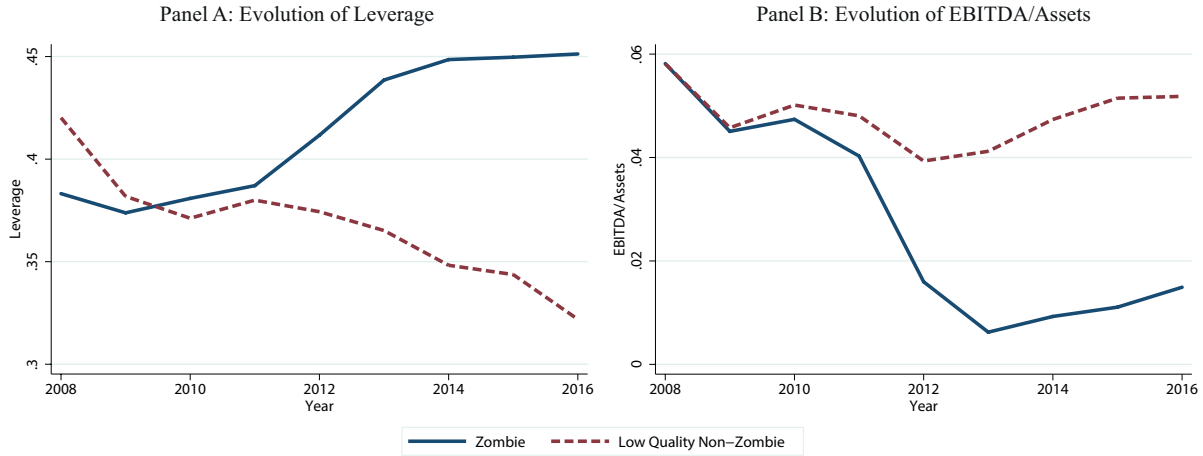 Panel A: Evolution of Leverage
.45
.4
.35
.3
Leverage
2008 2010 2012 2014 2016
Year
Panel B: Evolution of EBITDA/Assets
.06
.04
.02
0
EBITDA/Assets
2008 2010 2012 2014 2016
Year
Zombie Low Quality Non−Zombie